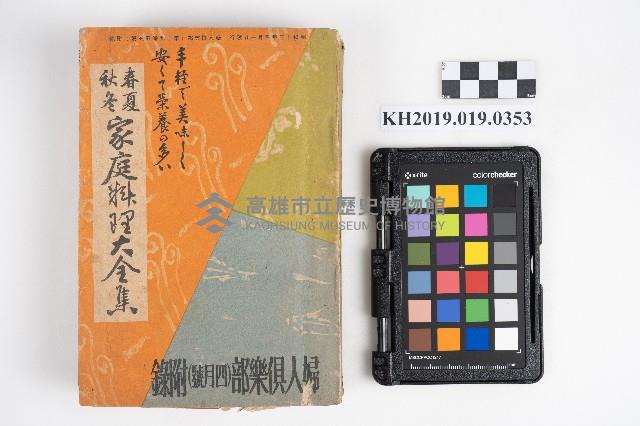 手軽で美味しく
安くて栄養の多い
春夏
秋冬
家庭料理大全集
婦人倶樂部(四月號)附錄
KH2019.019.0353
x-rite
colorchecker
高雄市立歷史博物館
KAOHSIUNG MUSEUM OF HISTORY